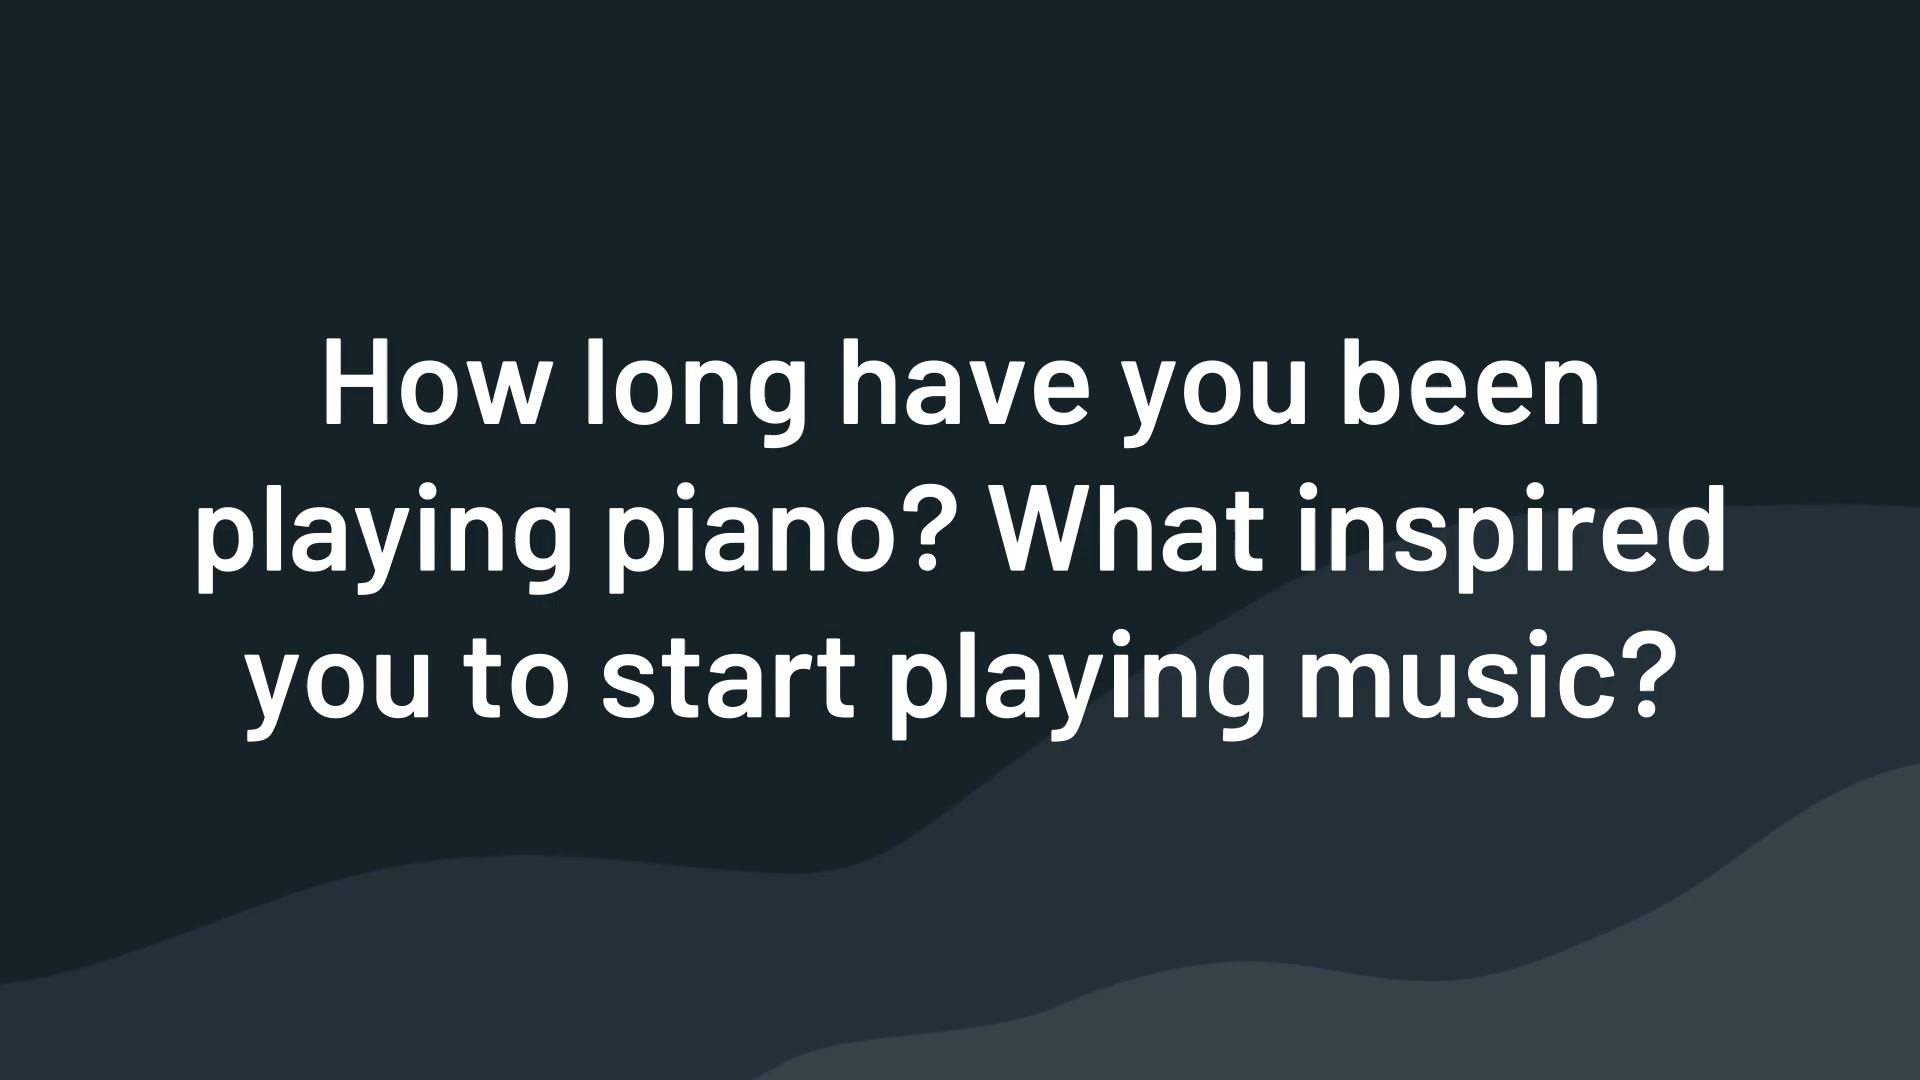 How long have you been
playing piano? What inspired
you to start playing music?